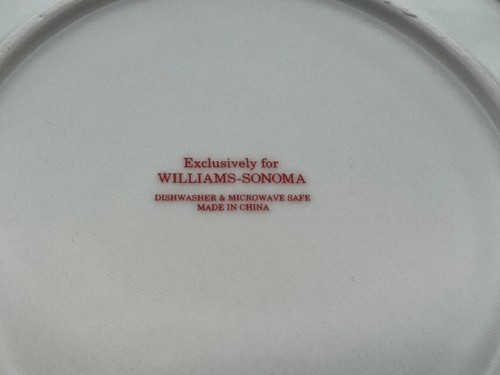 Exclusively for
WILLIAMS-SONOMA
DISHWASHER & MICROWAVE SAFE
MADE IN CHINA